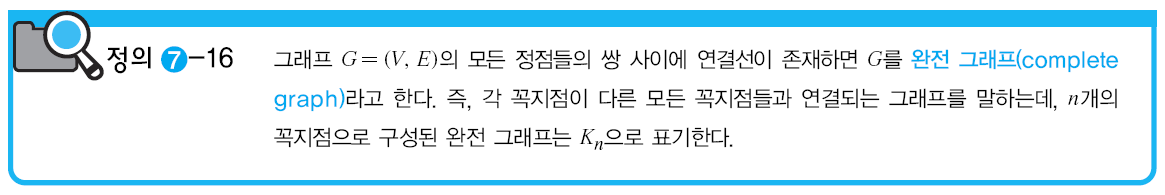 정의 7-16
그래프 G=(V, E)의 모든 정점들의 쌍 사이에 연결선이 존재하면 G를 완전 그래프(complete
graph)라고 한다. 즉, 각 꼭지점이 다른 모든 꼭지점들과 연결되는 그래프를 말하는데, n개의
꼭지점으로 구성된 완전 그래프는 Kₙ으로 표기한다.